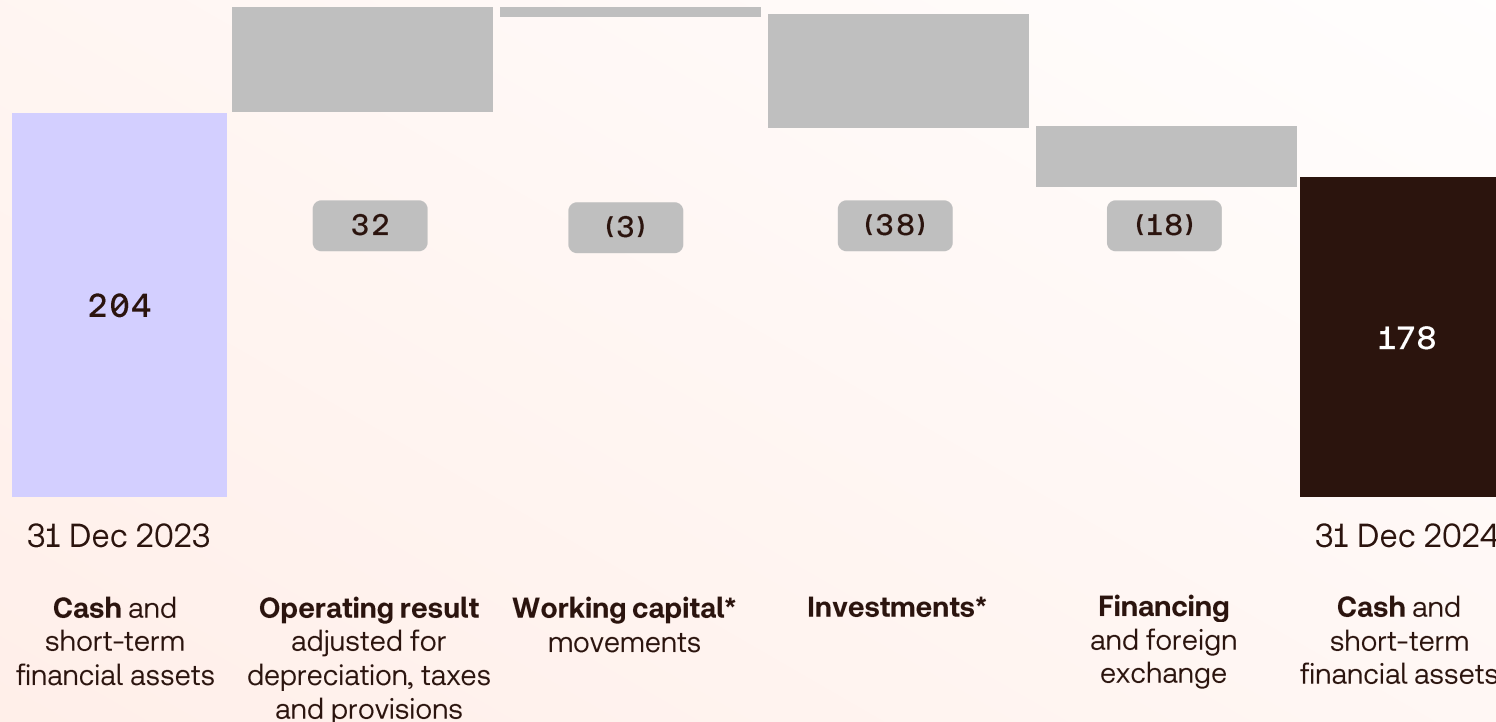 204
32
(3)
(38)
(18)
178
31 Dec 2023
31 Dec 2024
Cash and
short-term
financial assets
Operating result
adjusted for
depreciation, taxes
and provisions
Working capital*
movements
Investments*
Financing
and foreign
exchange
Cash and
short-term
financial assets